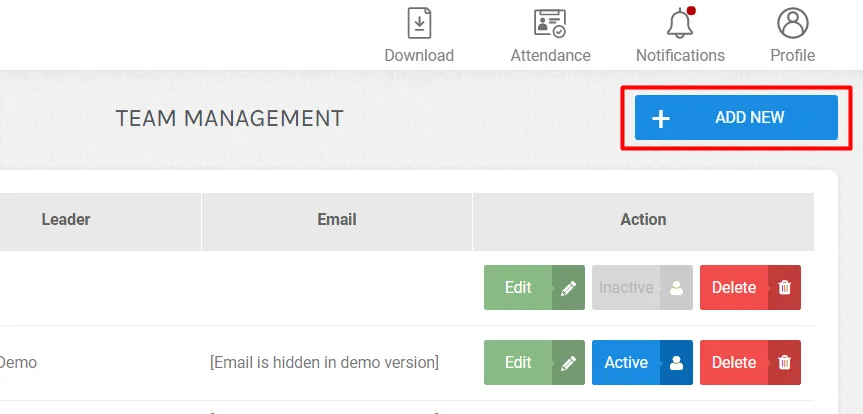 Download Attendance Notifications Profile
TEAM MANAGEMENT
ADD NEW
Leader Email Action
Edit Inactive Delete
Demo [Email is hidden in demo version] Edit Active Delete